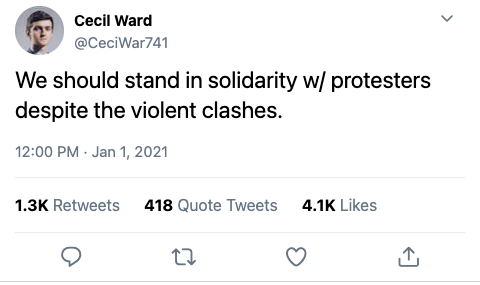 Cecil Ward
@CeciWar741
We should stand in solidarity w/ protesters
despite the violent clashes.
12:00 PM · Jan 1, 2021
1.3K Retweets 418 Quote Tweets 4.1K Likes